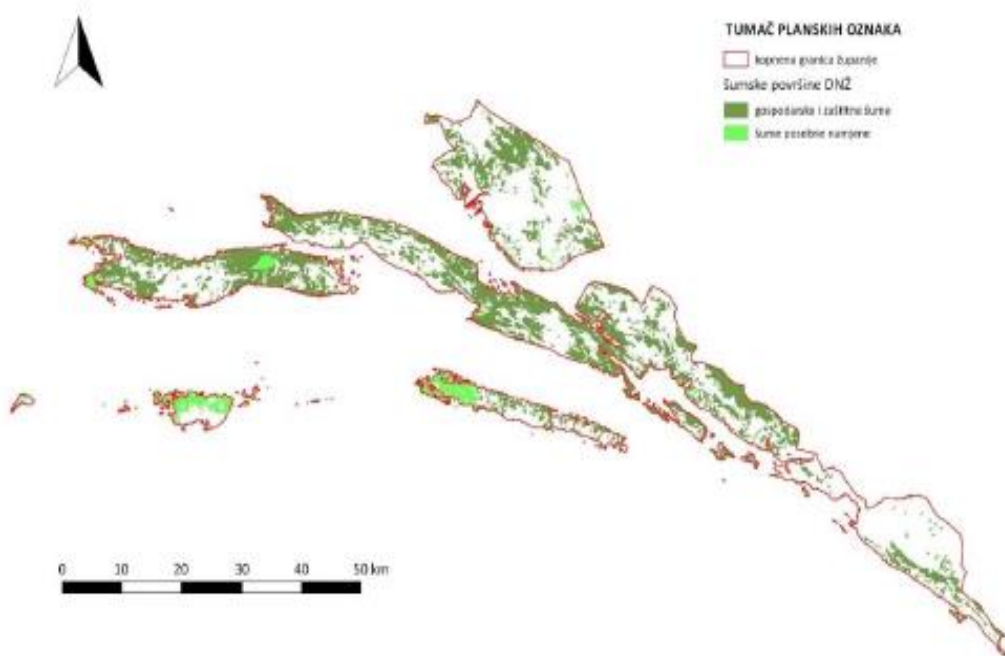 TUMAČ PLANSKIH OZNAKA
kopnena granica županije
Šumske površine DNŽ
gospodarske i zaštitne šume
šume posebne namjene
0 10 20 30 40 50 km